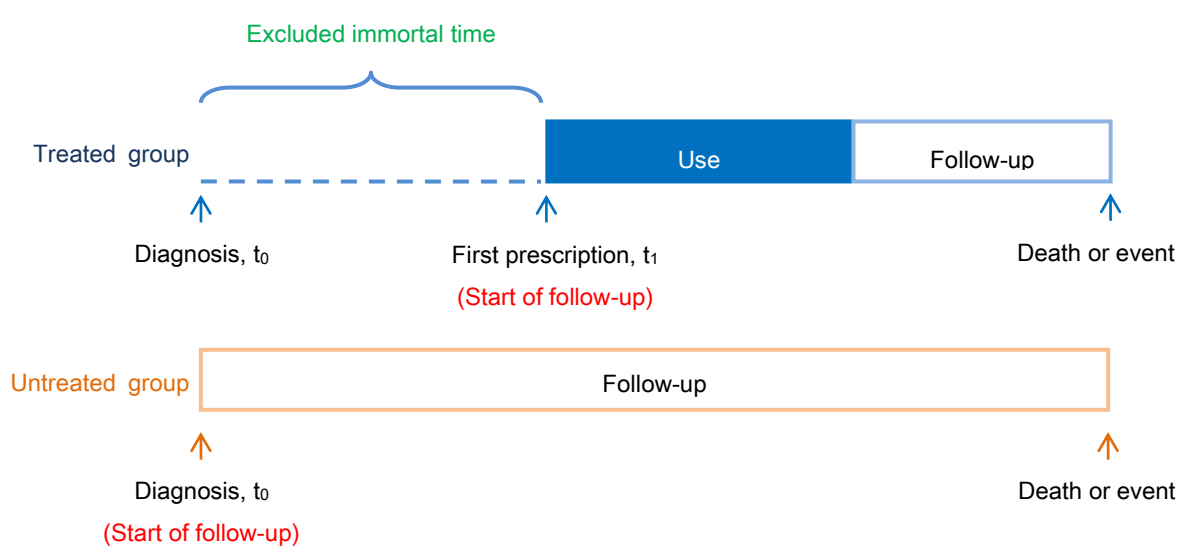 Excluded immortal time
Treated group
Use
Follow-up
Diagnosis, t₀
First prescription, t₁
Death or event
(Start of follow-up)
Untreated group
Follow-up
Diagnosis, t₀
Death or event
(Start of follow-up)